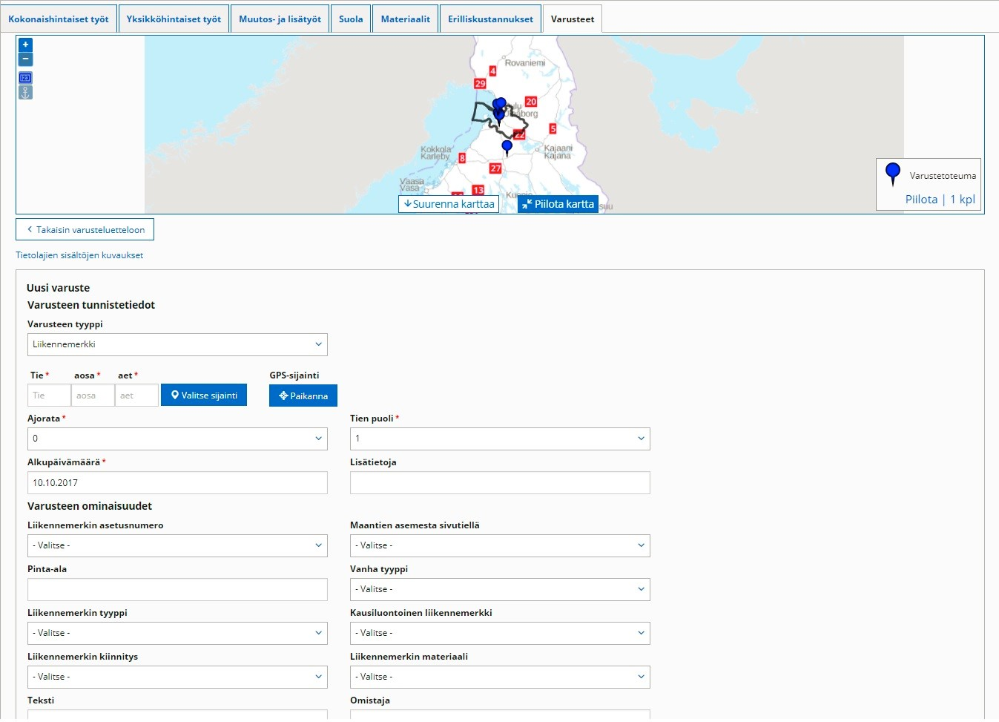 Kokonaishintaiset työt
Yksikköhintaiset työt
Muutos- ja lisätyöt
Suola
Materiaalit
Erilliskustannukset
Varusteet
+
−
123
Rovaniemi
4
29
20
5
22
Kajaani
Kajana
Kokkola
Karleby
8
27
Vaasa
Vasa
13
Suurenna karttaa
Piilota kartta
Varustetoteuma
Piilota | 1 kpl
Takaisin varusteluetteloon
Tietolajien sisältöjen kuvaukset
Uusi varuste
Varusteen tunnistetiedot
Varusteen tyyppi
Liikennemerkki
Tie * aosa * aet * GPS-sijainti
Tie aosa aet Valitse sijainti Paikanna
Ajorata * Tien puoli *
0 1
Alkupäivämäärä * Lisätietoja
10.10.2017
Varusteen ominaisuudet
Liikennemerkin asetusnumero Maantien asemesta sivutiellä
- Valitse - - Valitse -
Pinta-ala Vanha tyyppi
- Valitse -
Liikennemerkin tyyppi Kausiluontoinen liikennemerkki
- Valitse - - Valitse -
Liikennemerkin kiinnitys Liikennemerkin materiaali
- Valitse - - Valitse -
Teksti Omistaja